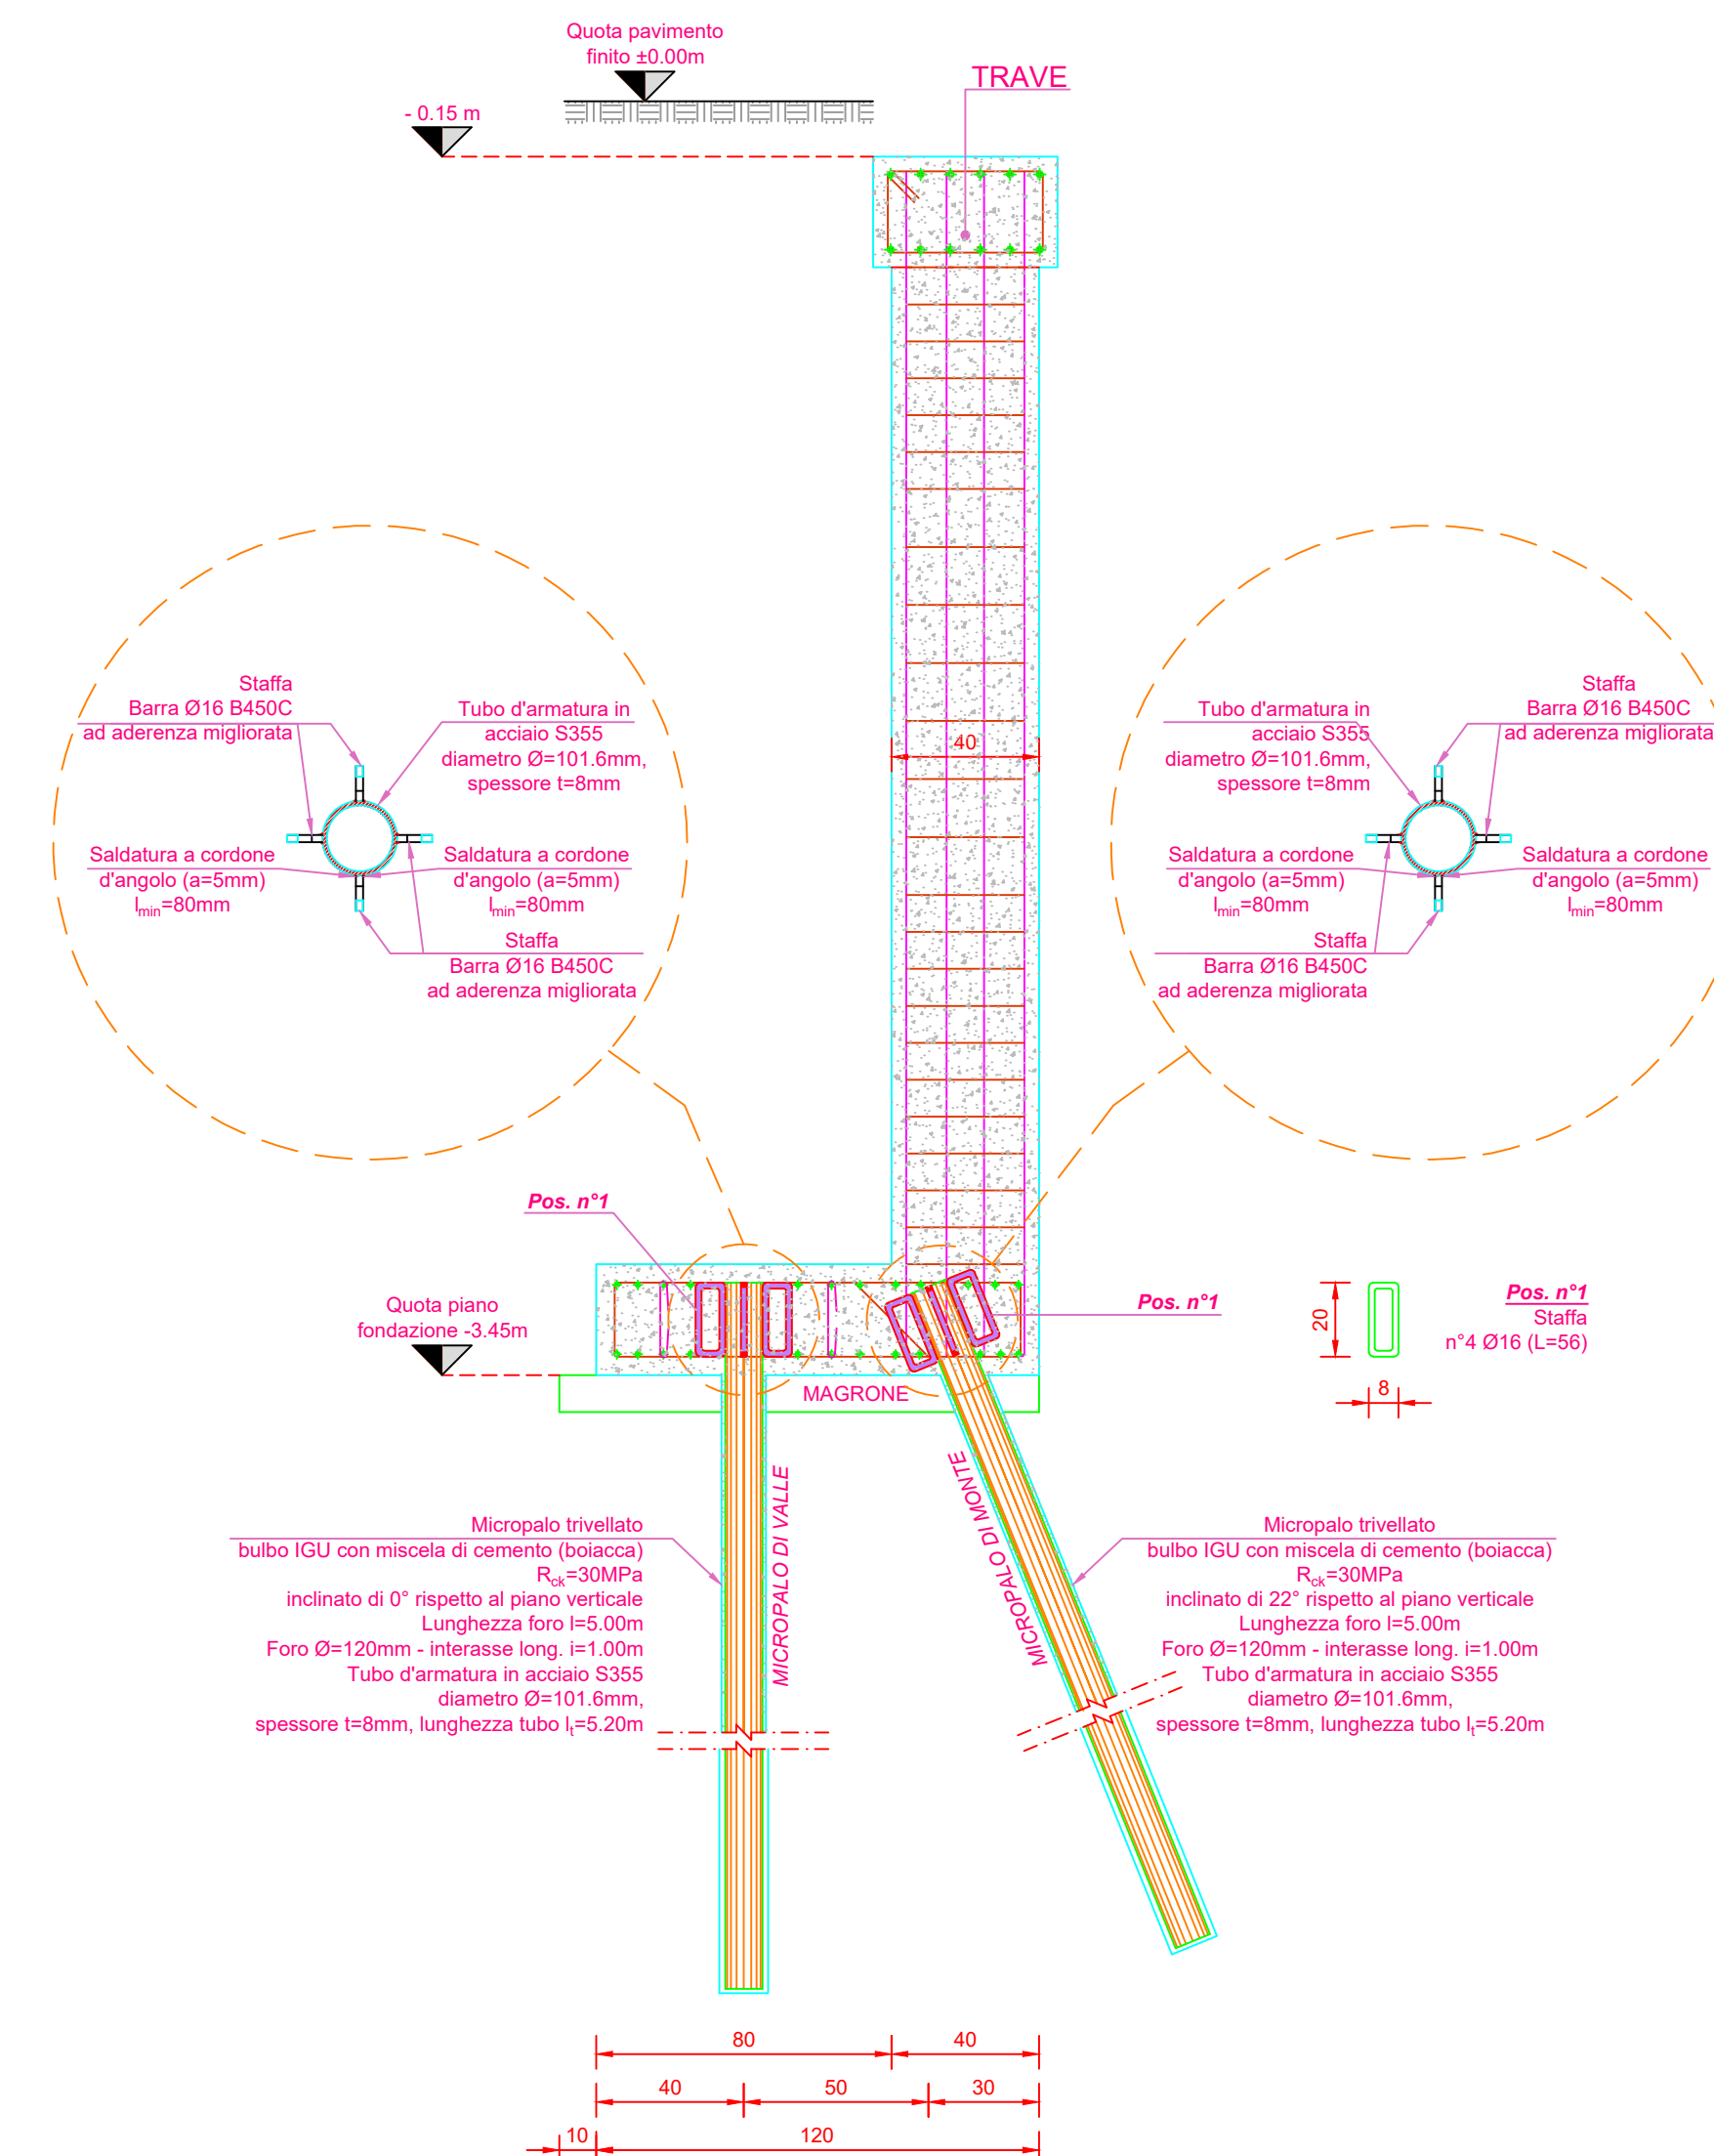 Quota pavimento
finito ±0.00m
TRAVE
- 0.15 m
Staffa
Barra Ø16 B450C
ad aderenza migliorata
Tubo d'armatura in
acciaio S355
diametro Ø=101.6mm,
spessore t=8mm
Saldatura a cordone
d'angolo (a=5mm)
lmin=80mm
Saldatura a cordone
d'angolo (a=5mm)
lmin=80mm
Staffa
Barra Ø16 B450C
ad aderenza migliorata
40
Tubo d'armatura in
acciaio S355
diametro Ø=101.6mm,
spessore t=8mm
Staffa
Barra Ø16 B450C
ad aderenza migliorata
Saldatura a cordone
d'angolo (a=5mm)
lmin=80mm
Saldatura a cordone
d'angolo (a=5mm)
lmin=80mm
Staffa
Barra Ø16 B450C
ad aderenza migliorata
Pos. n°1
Quota piano
fondazione -3.45m
Pos. n°1
20
8
Pos. n°1
Staffa
n°4 Ø16 (L=56)
MAGRONE
MICROPALO DI VALLE
MICROPALO DI MONTE
Micropalo trivellato
bulbo IGU con miscela di cemento (boiacca)
Rck=30MPa
inclinato di 0° rispetto al piano verticale
Lunghezza foro l=5.00m
Foro Ø=120mm - interasse long. i=1.00m
Tubo d'armatura in acciaio S355
diametro Ø=101.6mm,
spessore t=8mm, lunghezza tubo lt=5.20m
Micropalo trivellato
bulbo IGU con miscela di cemento (boiacca)
Rck=30MPa
inclinato di 22° rispetto al piano verticale
Lunghezza foro l=5.00m
Foro Ø=120mm - interasse long. i=1.00m
Tubo d'armatura in acciaio S355
diametro Ø=101.6mm,
spessore t=8mm, lunghezza tubo lt=5.20m
80 40
40 50 30
10 120